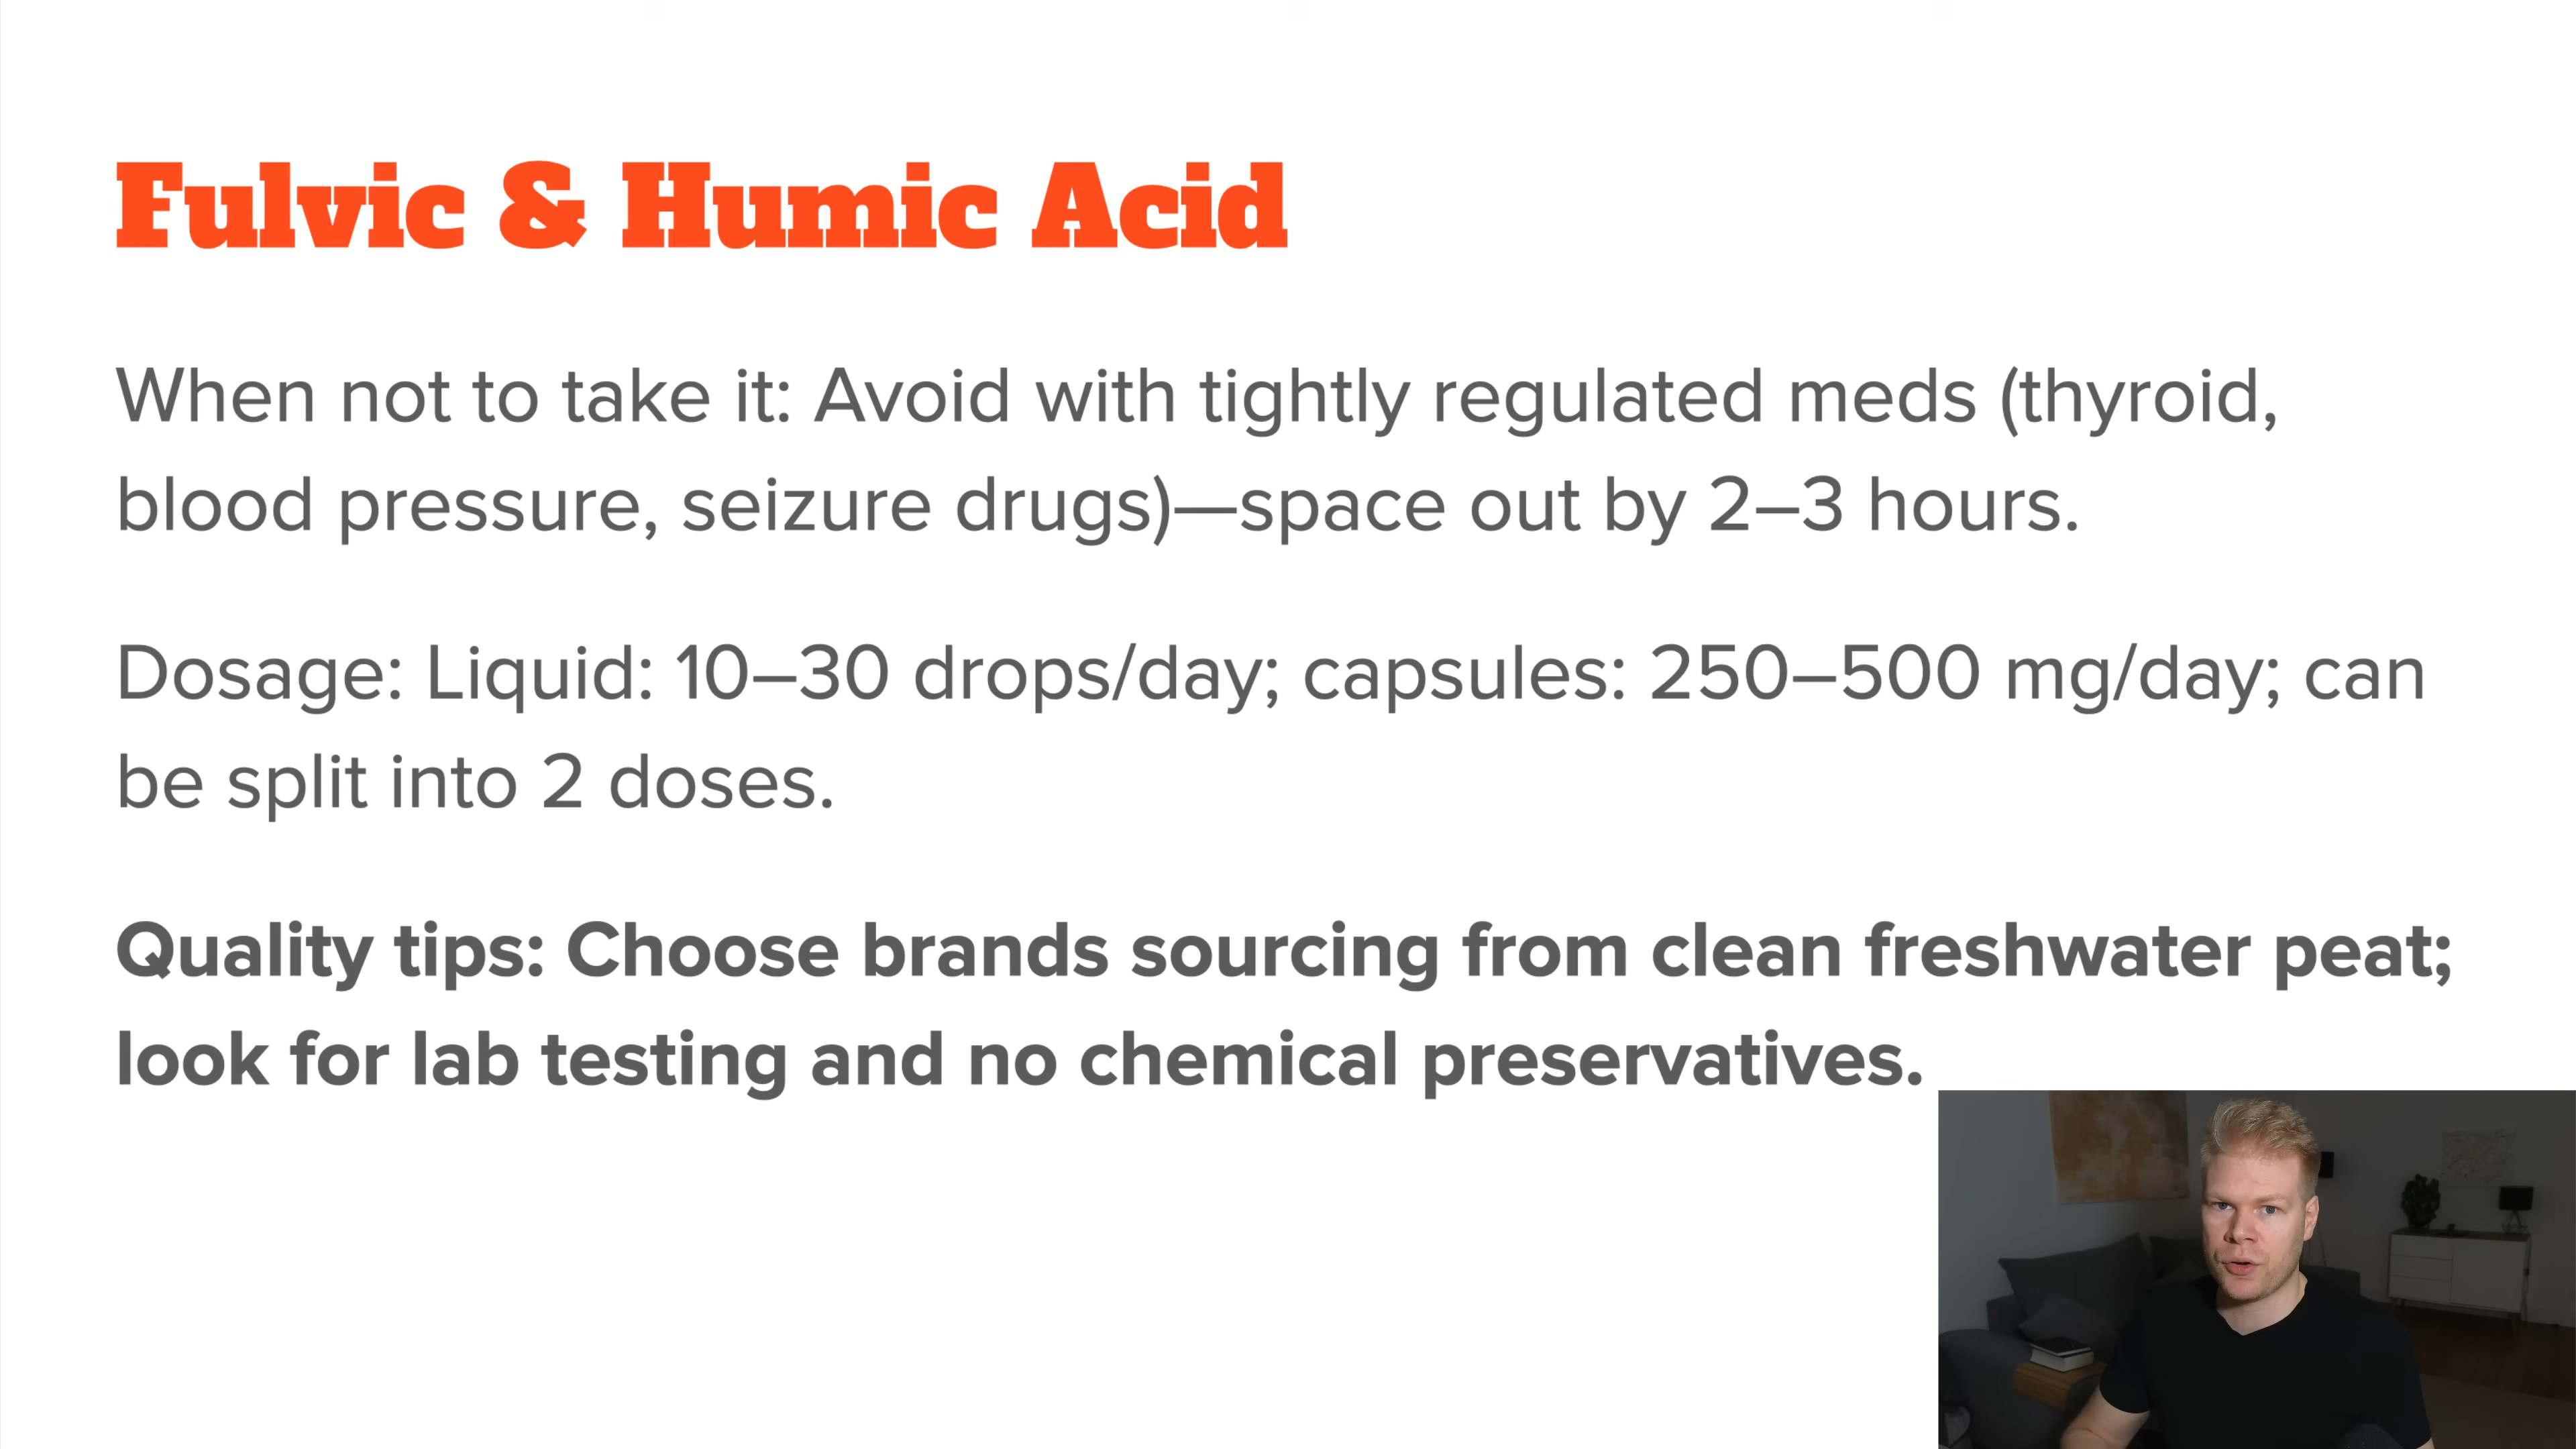 Fulvic & Humic Acid
When not to take it: Avoid with tightly regulated meds (thyroid,
blood pressure, seizure drugs)—space out by 2–3 hours.
Dosage: Liquid: 10–30 drops/day; capsules: 250–500 mg/day; can
be split into 2 doses.
Quality tips: Choose brands sourcing from clean freshwater peat;
look for lab testing and no chemical preservatives.